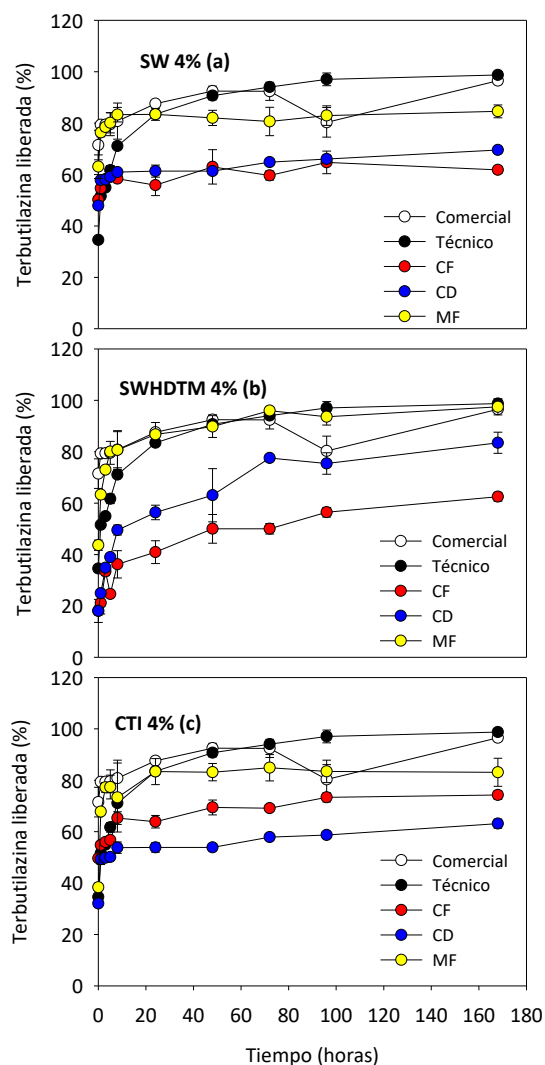 SW 4% (a)
Terbutilazina liberada (%)
120
100
80
60
40
20
0
Comercial
Técnico
CF
CD
MF
SWHDTM 4% (b)
Terbutilazina liberada (%)
120
100
80
60
40
20
0
Comercial
Técnico
CF
CD
MF
CTI 4% (c)
Terbutilazina liberada (%)
120
100
80
60
40
20
0
Comercial
Técnico
CF
CD
MF
0 20 40 60 80 100 120 140 160 180
Tiempo (horas)